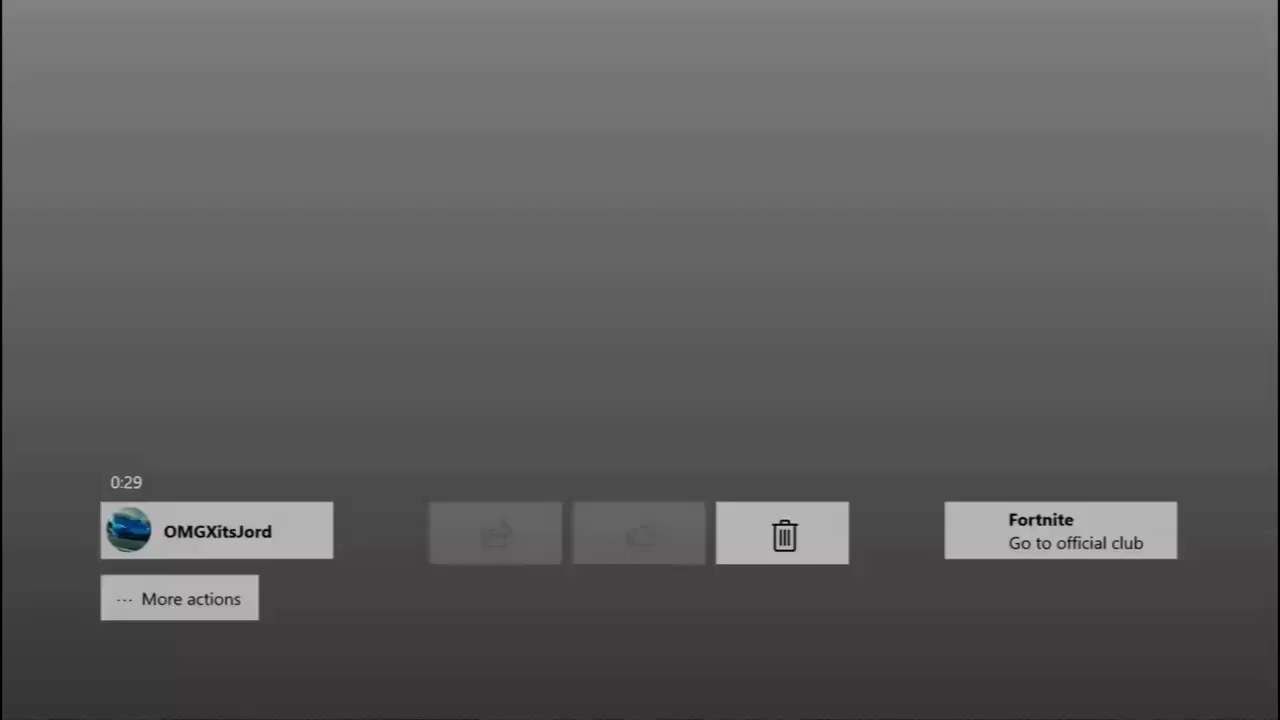 0:29
OMGXitsJord
Fortnite
Go to official club
··· More actions